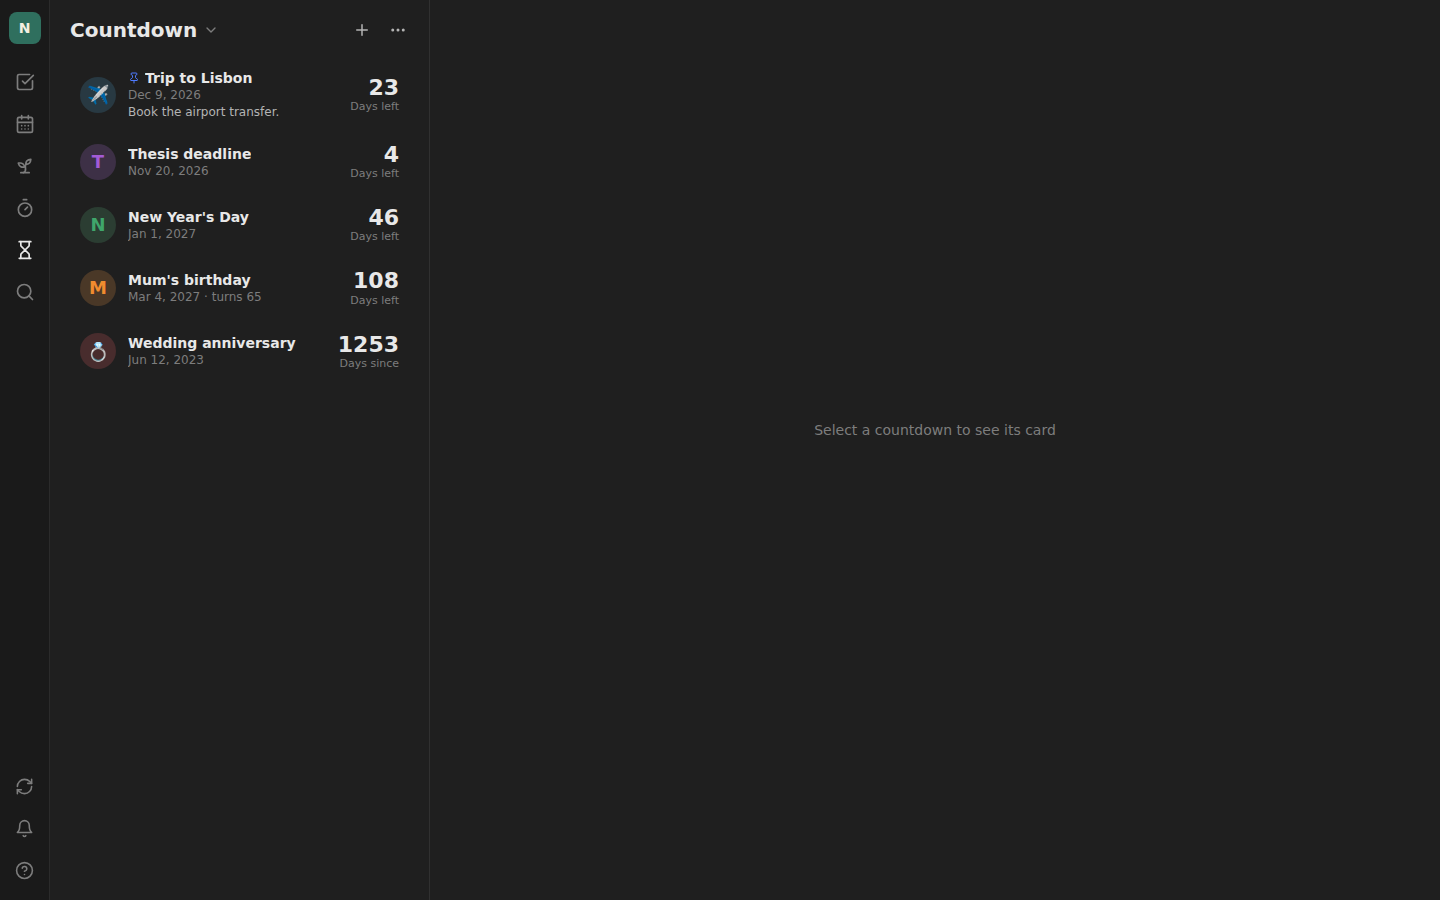 N
Countdown
Trip to Lisbon
Dec 9, 2026
Book the airport transfer.
23
Days left
T
Thesis deadline
Nov 20, 2026
4
Days left
N
New Year's Day
Jan 1, 2027
46
Days left
M
Mum's birthday
Mar 4, 2027 · turns 65
108
Days left
Wedding anniversary
Jun 12, 2023
1253
Days since
Select a countdown to see its card